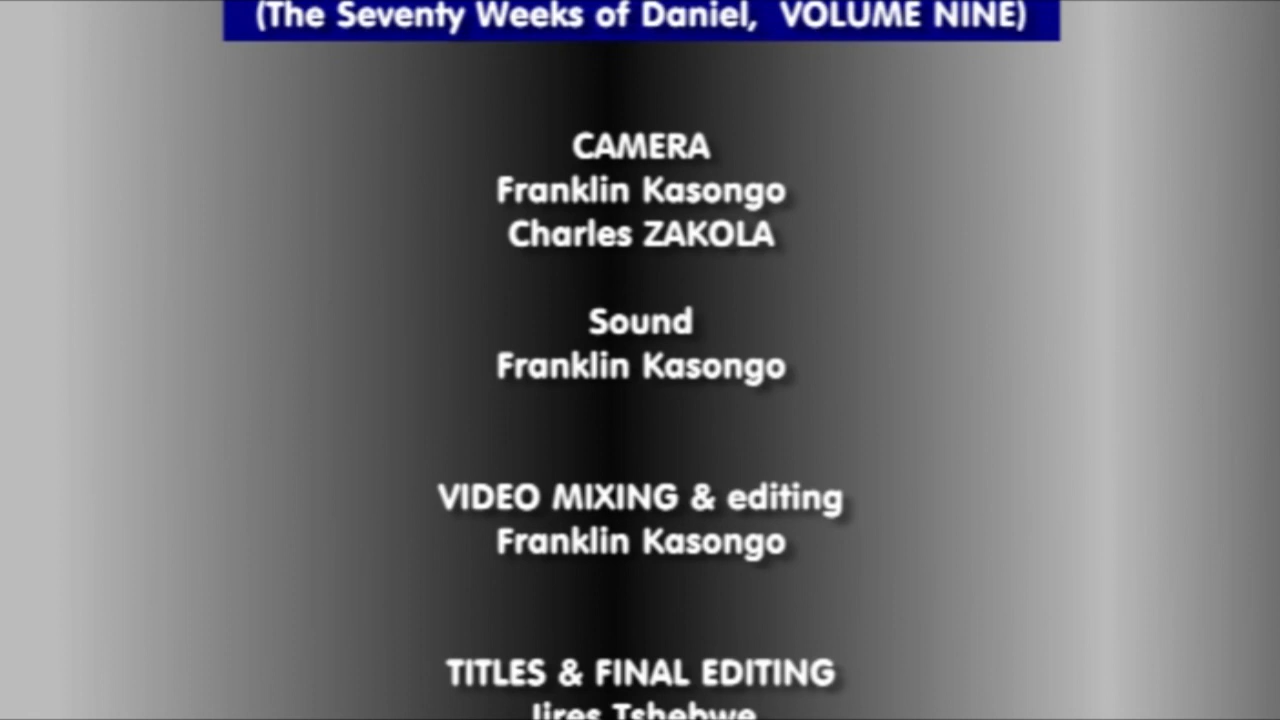 (The Seventy Weeks of Daniel, VOLUME NINE)
CAMERA
Franklin Kasongo
Charles ZAKOLA
Sound
Franklin Kasongo
VIDEO MIXING & editing
Franklin Kasongo
TITLES & FINAL EDITING